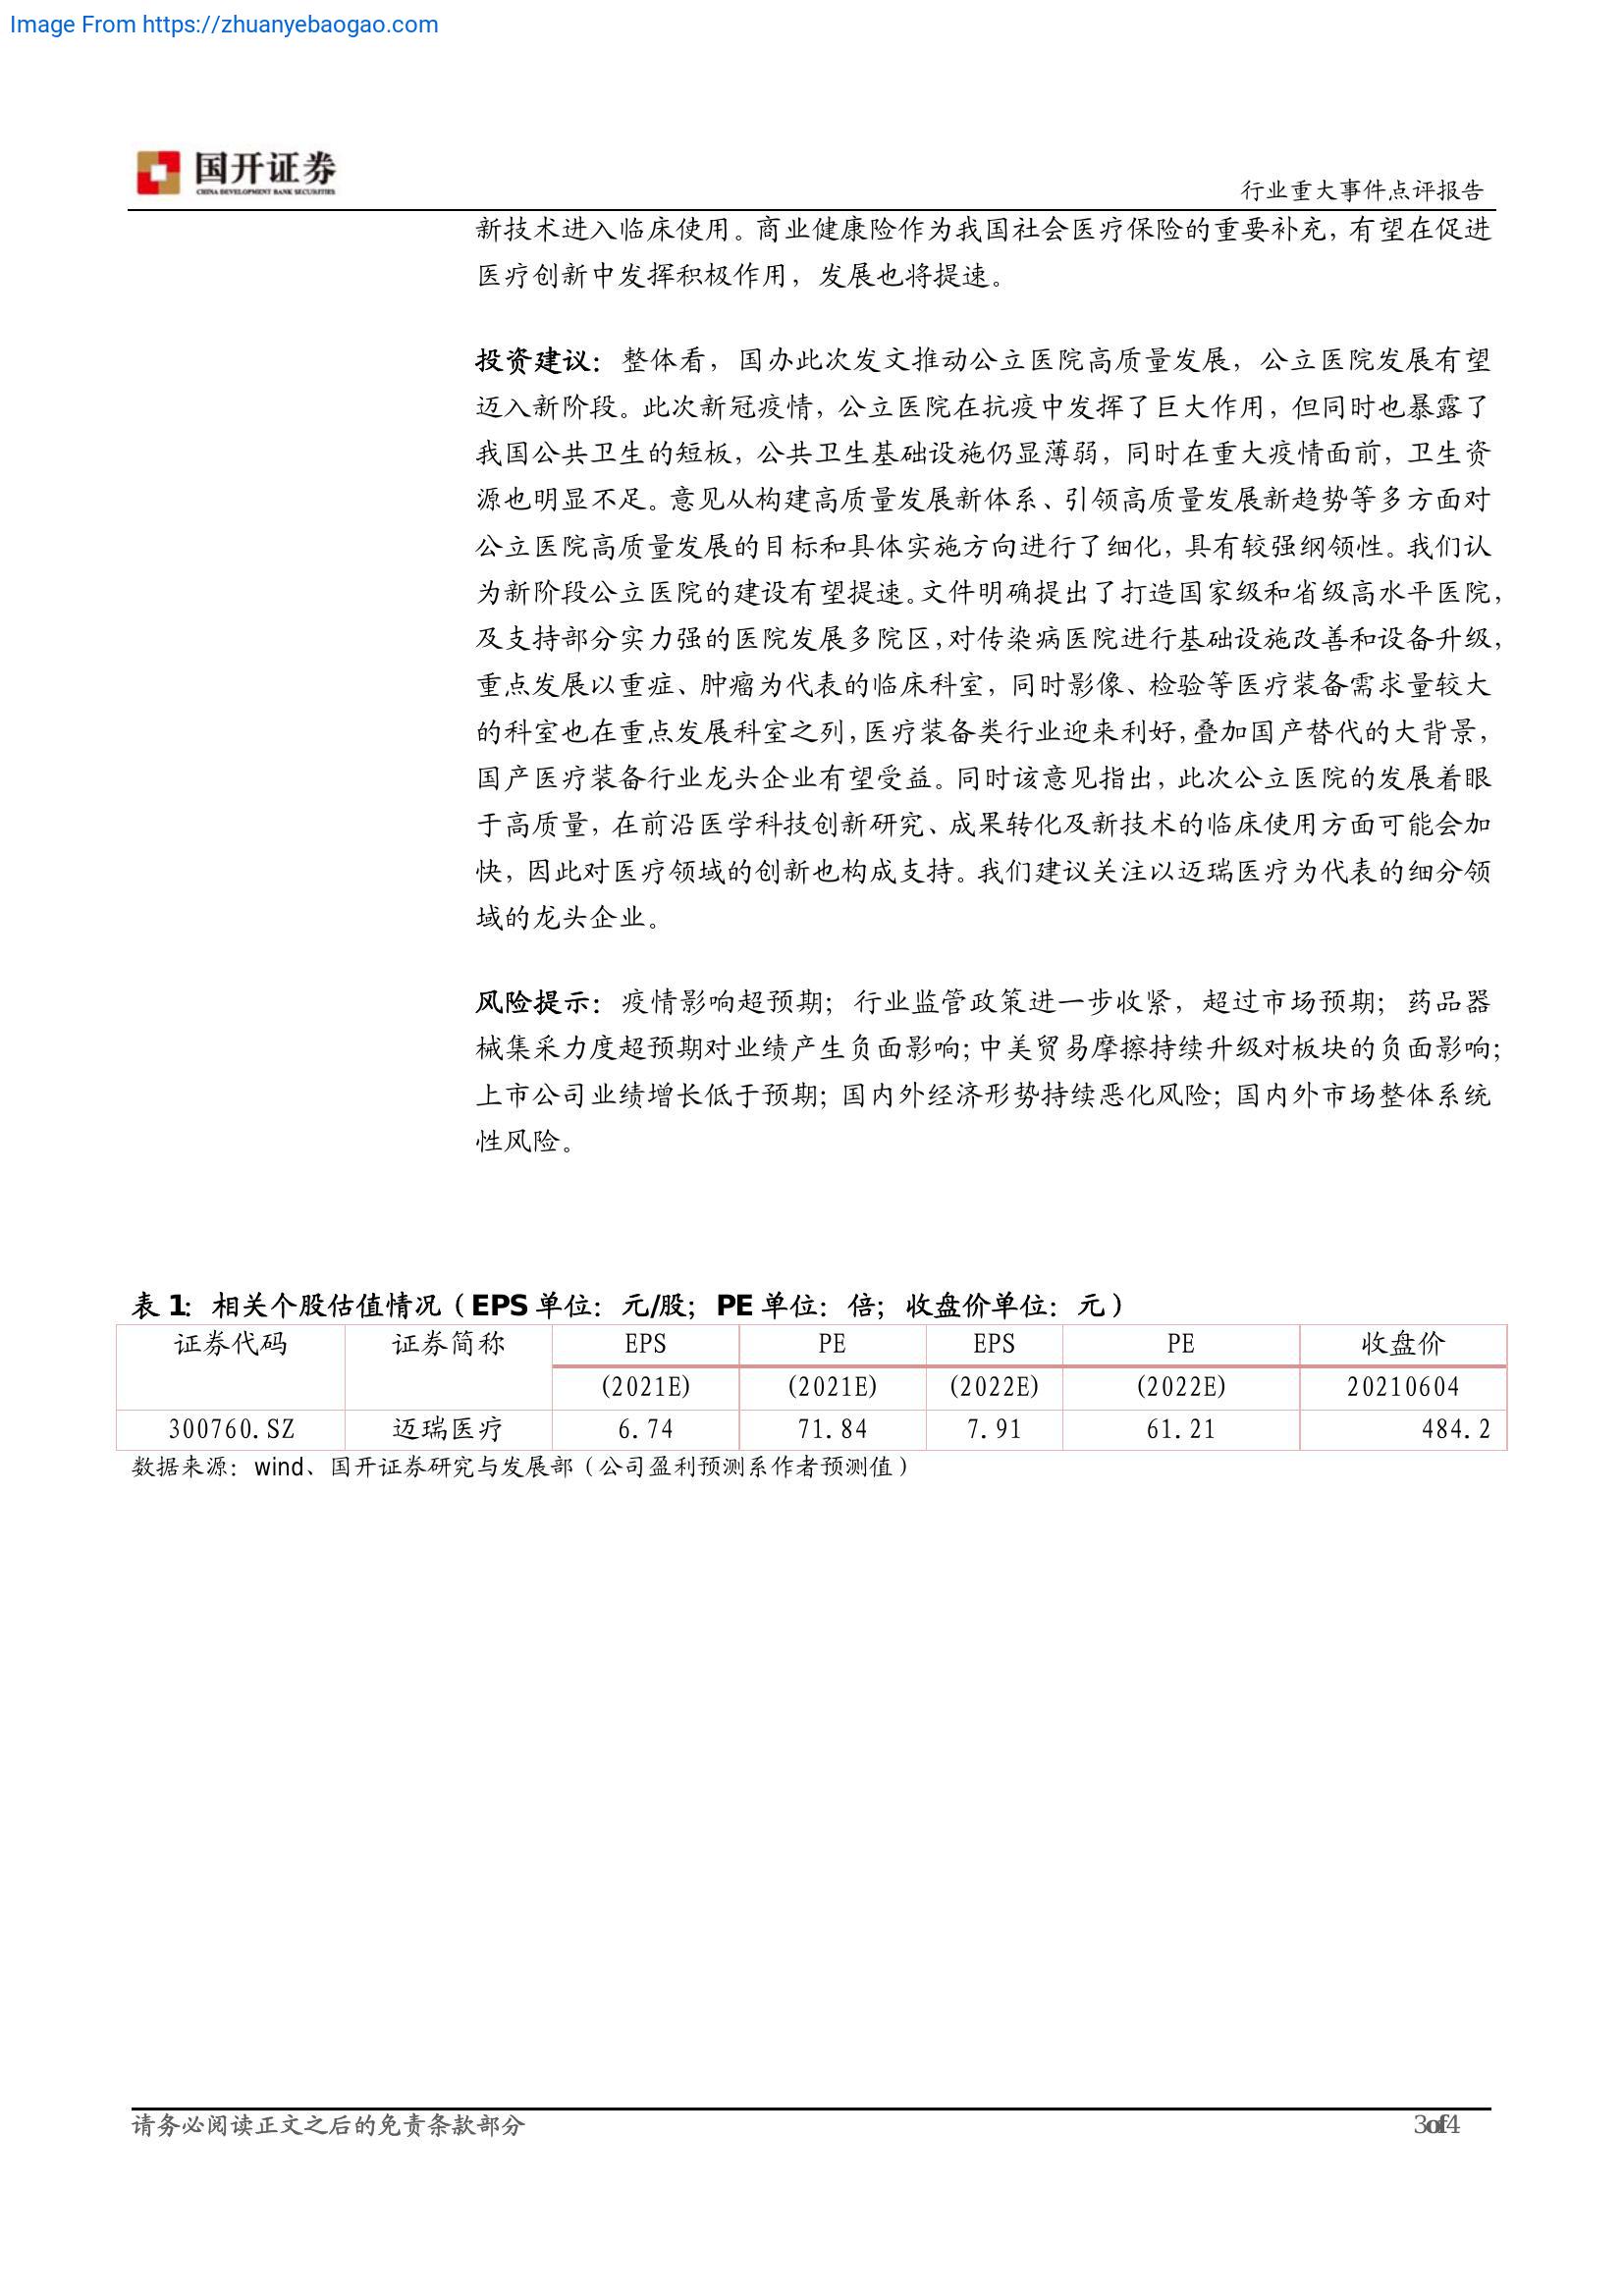 Image From https://zhuanyebaogao.com
国开证券
CHINA DEVELOPMENT BANK SECURITIES
行业重大事件点评报告
新技术进入临床使用。商业健康险作为我国社会医疗保险的重要补充，有望在促进
医疗创新中发挥积极作用，发展也将提速。
投资建议：整体看，国办此次发文推动公立医院高质量发展，公立医院发展有望
迈入新阶段。此次新冠疫情，公立医院在抗疫中发挥了巨大作用，但同时也暴露了
我国公共卫生的短板，公共卫生基础设施仍显薄弱，同时在重大疫情面前，卫生资
源也明显不足。意见从构建高质量发展新体系、引领高质量发展新趋势等多方面对
公立医院高质量发展的目标和具体实施方向进行了细化，具有较强纲领性。我们认
为新阶段公立医院的建设有望提速。文件明确提出了打造国家级和省级高水平医院，
及支持部分实力强的医院发展多院区，对传染病医院进行基础设施改善和设备升级，
重点发展以重症、肿瘤为代表的临床科室，同时影像、检验等医疗装备需求量较大
的科室也在重点发展科室之列，医疗装备类行业迎来利好，叠加国产替代的大背景，
国产医疗装备行业龙头企业有望受益。同时该意见指出，此次公立医院的发展着眼
于高质量，在前沿医学科技创新研究、成果转化及新技术的临床使用方面可能会加
快，因此对医疗领域的创新也构成支持。我们建议关注以迈瑞医疗为代表的细分领
域的龙头企业。
风险提示：疫情影响超预期；行业监管政策进一步收紧，超过市场预期；药品器
械集采力度超预期对业绩产生负面影响；中美贸易摩擦持续升级对板块的负面影响；
上市公司业绩增长低于预期；国内外经济形势持续恶化风险；国内外市场整体系统
性风险。
表 1：相关个股估值情况（EPS 单位：元/股；PE 单位：倍；收盘价单位：元）
证券代码 证券简称 EPS PE EPS PE 收盘价
(2021E) (2021E) (2022E) (2022E) 20210604
300760.SZ 迈瑞医疗 6.74 71.84 7.91 61.21 484.2
数据来源：wind、国开证券研究与发展部（公司盈利预测系作者预测值）
请务必阅读正文之后的免责条款部分 3of4